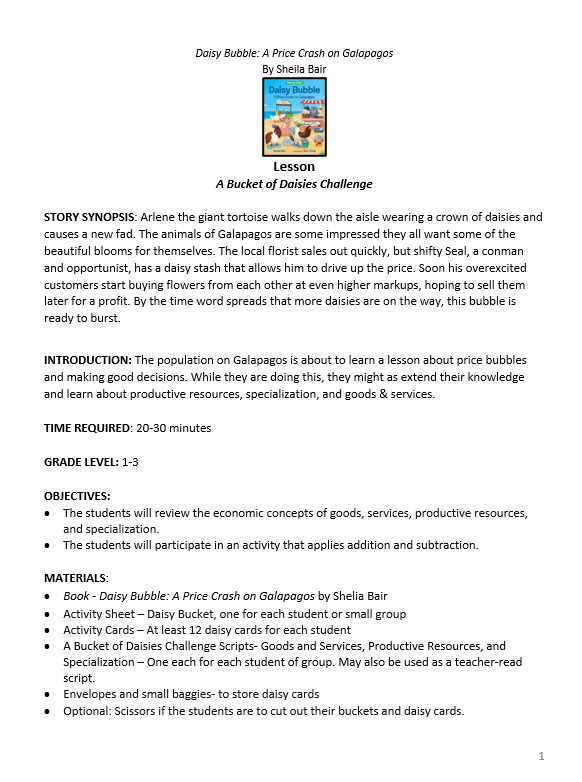 Daisy Bubble: A Price Crash on Galapagos
By Sheila Bair
Daisy Bubble
Lesson
A Bucket of Daisies Challenge
STORY SYNOPSIS: Arlene the giant tortoise walks down the aisle wearing a crown of daisies and
causes a new fad. The animals of Galapagos are some impressed they all want some of the
beautiful blooms for themselves. The local florist sales out quickly, but shifty Seal, a conman
and opportunist, has a daisy stash that allows him to drive up the price. Soon his overexcited
customers start buying flowers from each other at even higher markups, hoping to sell them
later for a profit. By the time word spreads that more daisies are on the way, this bubble is
ready to burst.
INTRODUCTION: The population on Galapagos is about to learn a lesson about price bubbles
and making good decisions. While they are doing this, they might as extend their knowledge
and learn about productive resources, specialization, and goods & services.
TIME REQUIRED: 20-30 minutes
GRADE LEVEL: 1-3
OBJECTIVES:
• The students will review the economic concepts of goods, services, productive resources,
and specialization.
• The students will participate in an activity that applies addition and subtraction.
MATERIALS:
• Book - Daisy Bubble: A Price Crash on Galapagos by Shelia Bair
• Activity Sheet – Daisy Bucket, one for each student or small group
• Activity Cards – At least 12 daisy cards for each student
• A Bucket of Daisies Challenge Scripts- Goods and Services, Productive Resources, and
Specialization – One each for each student of group. May also be used as a teacher-read
script.
• Envelopes and small baggies- to store daisy cards
• Optional: Scissors if the students are to cut out their buckets and daisy cards.
1